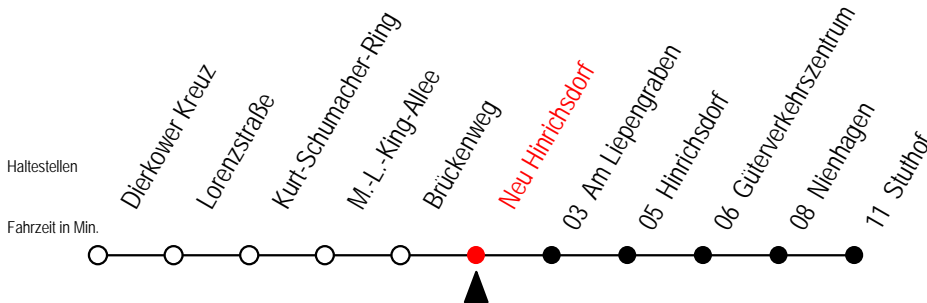 Haltestellen
Fahrzeit in Min.
Dierkower Kreuz
Lorenzstraße
Kurt-Schumacher-Ring
M.-L.-King-Allee
Brückenweg
Neu Hinrichsdorf
03 Am Liepengraben
05 Hinrichsdorf
06 Güterverkehrszentrum
08 Nienhagen
11 Stuthof